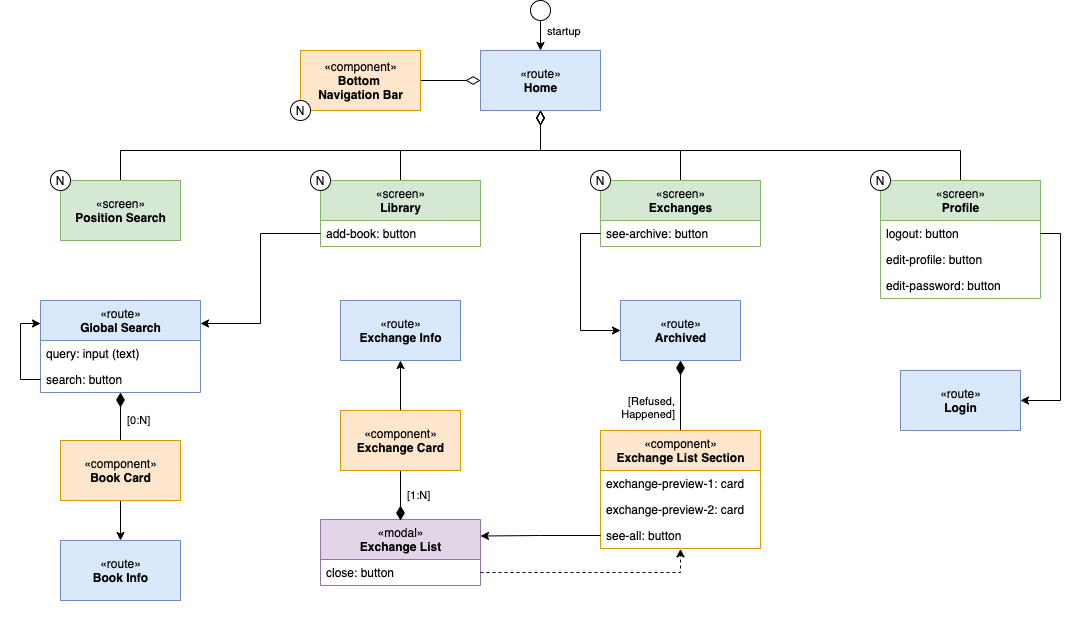 startup
«component»
Bottom
Navigation Bar
N
«route»
Home
N
«screen»
Position Search
N
«screen»
Library
add-book: button
N
«screen»
Exchanges
see-archive: button
N
«screen»
Profile
logout: button
edit-profile: button
edit-password: button
«route»
Global Search
query: input (text)
search: button
«route»
Exchange Info
«route»
Archived
«route»
Login
[0:N]
[Refused,
Happened]
«component»
Book Card
«component»
Exchange Card
«component»
Exchange List Section
exchange-preview-1: card
exchange-preview-2: card
see-all: button
[1:N]
«modal»
Exchange List
close: button
«route»
Book Info